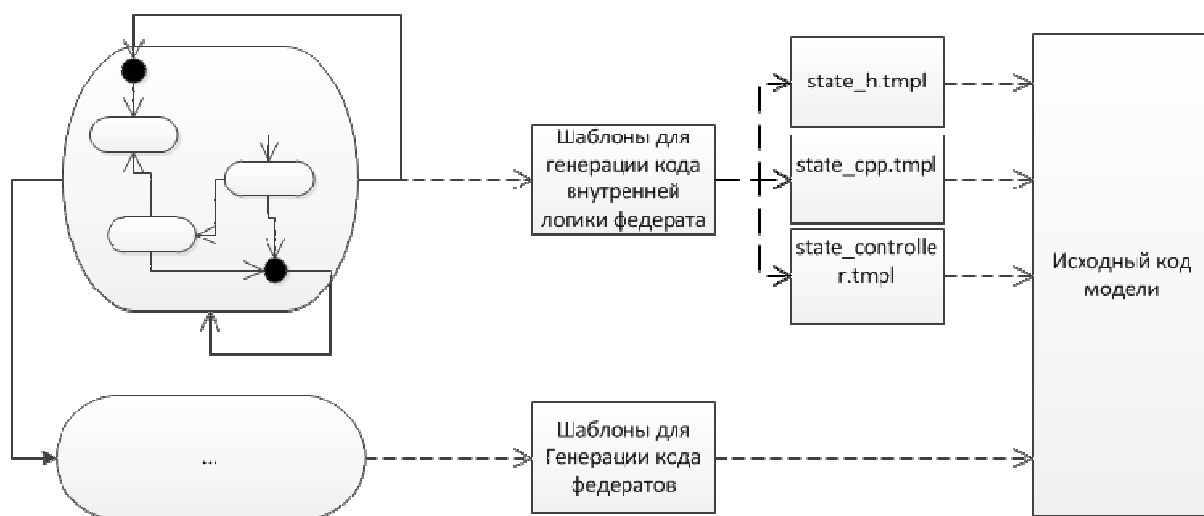 state_h.tmpl
Шаблоны для
генерации кода
внутренней
логики федерата
state_cpp.tmpl
state_controlle
r.tmpl
Исходный код
модели
...
Шаблоны для
Генерации кода
федератов